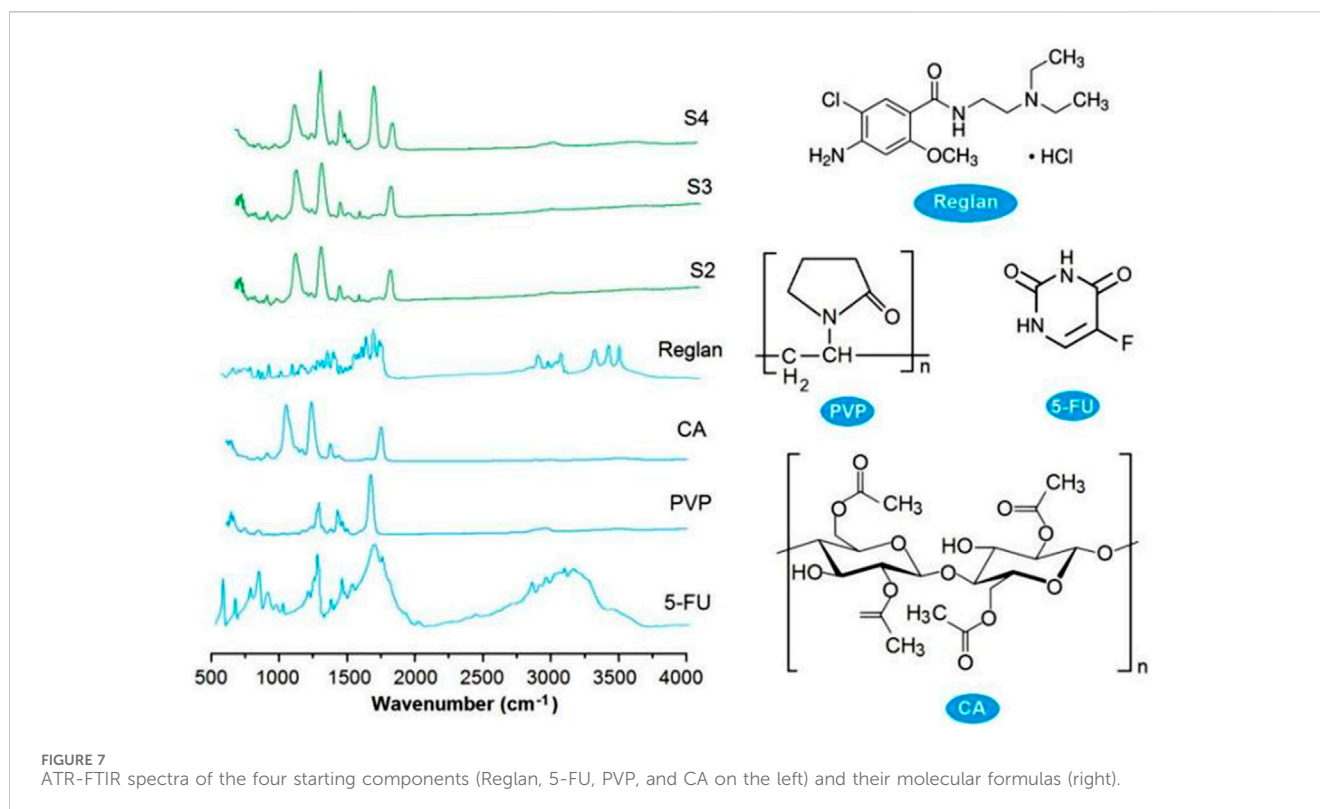 S4
S3
S2
Reglan
CA
PVP
5-FU
500 1000 1500 2000 2500 3000 3500 4000
Wavenumber (cm⁻¹)
O
CH₃
Cl
N
N
H
CH₃
H₂N
OCH₃
• HCl
Reglan
N
O
C
H₂
CH
n
PVP
H
N
O
O
HN
F
5-FU
O
CH₃
O
CH₃
O
O
O
HO
O
HO
O
O
O
O
CH₃
H₃C
O
O
n
CA
FIGURE 7
ATR-FTIR spectra of the four starting components (Reglan, 5-FU, PVP, and CA on the left) and their molecular formulas (right).